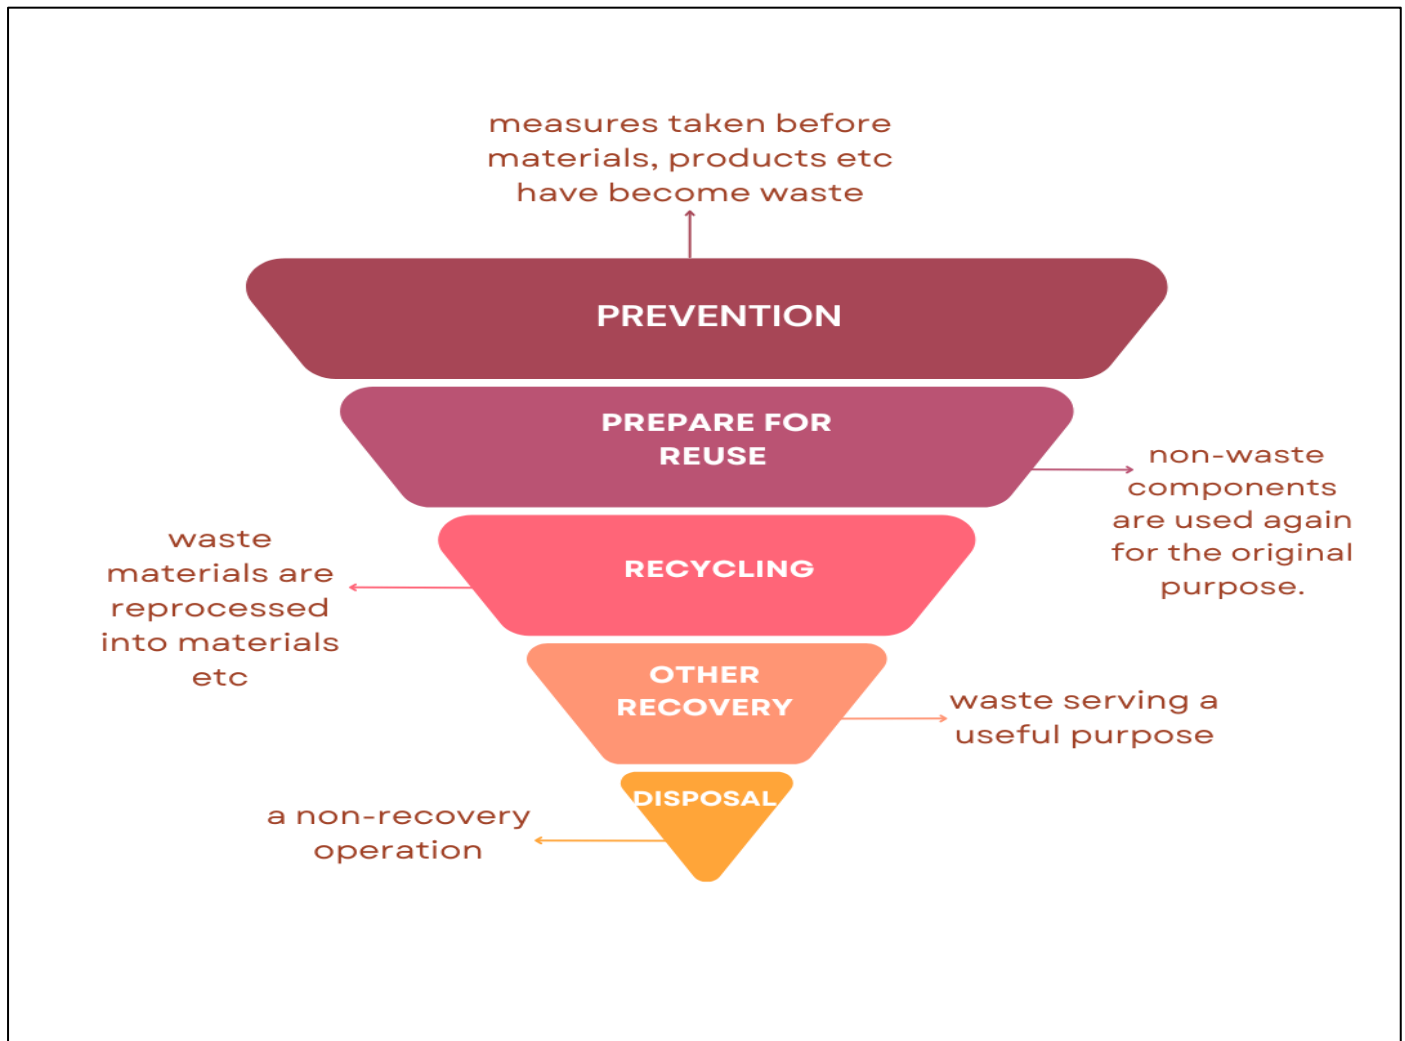 measures taken before
materials, products etc
have become waste
PREVENTION
PREPARE FOR
REUSE
non-waste
components
are used again
for the original
purpose.
RECYCLING
waste
materials are
reprocessed
into materials
etc
OTHER
RECOVERY
waste serving a
useful purpose
DISPOSAL
a non-recovery
operation